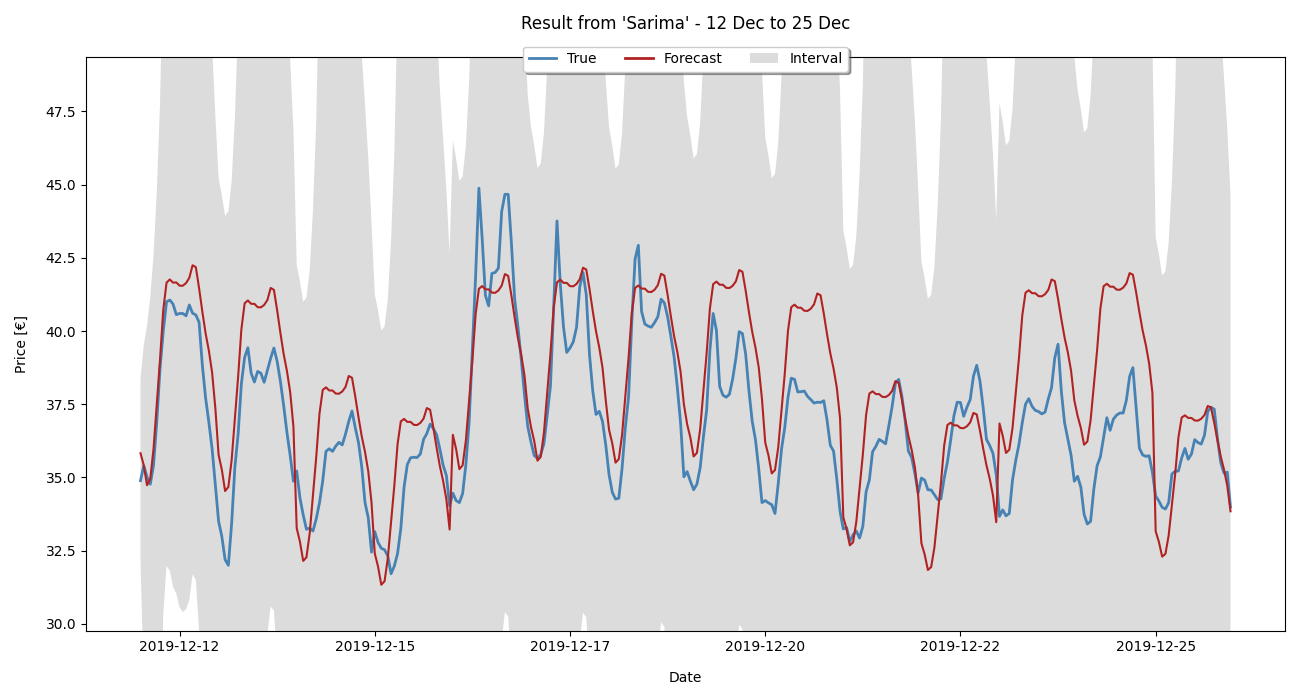 Result from 'Sarima' - 12 Dec to 25 Dec
True Forecast Interval
47.5
45.0
42.5
40.0
37.5
35.0
32.5
30.0
Price [€]
2019-12-12 2019-12-15 2019-12-17 2019-12-20 2019-12-22 2019-12-25
Date